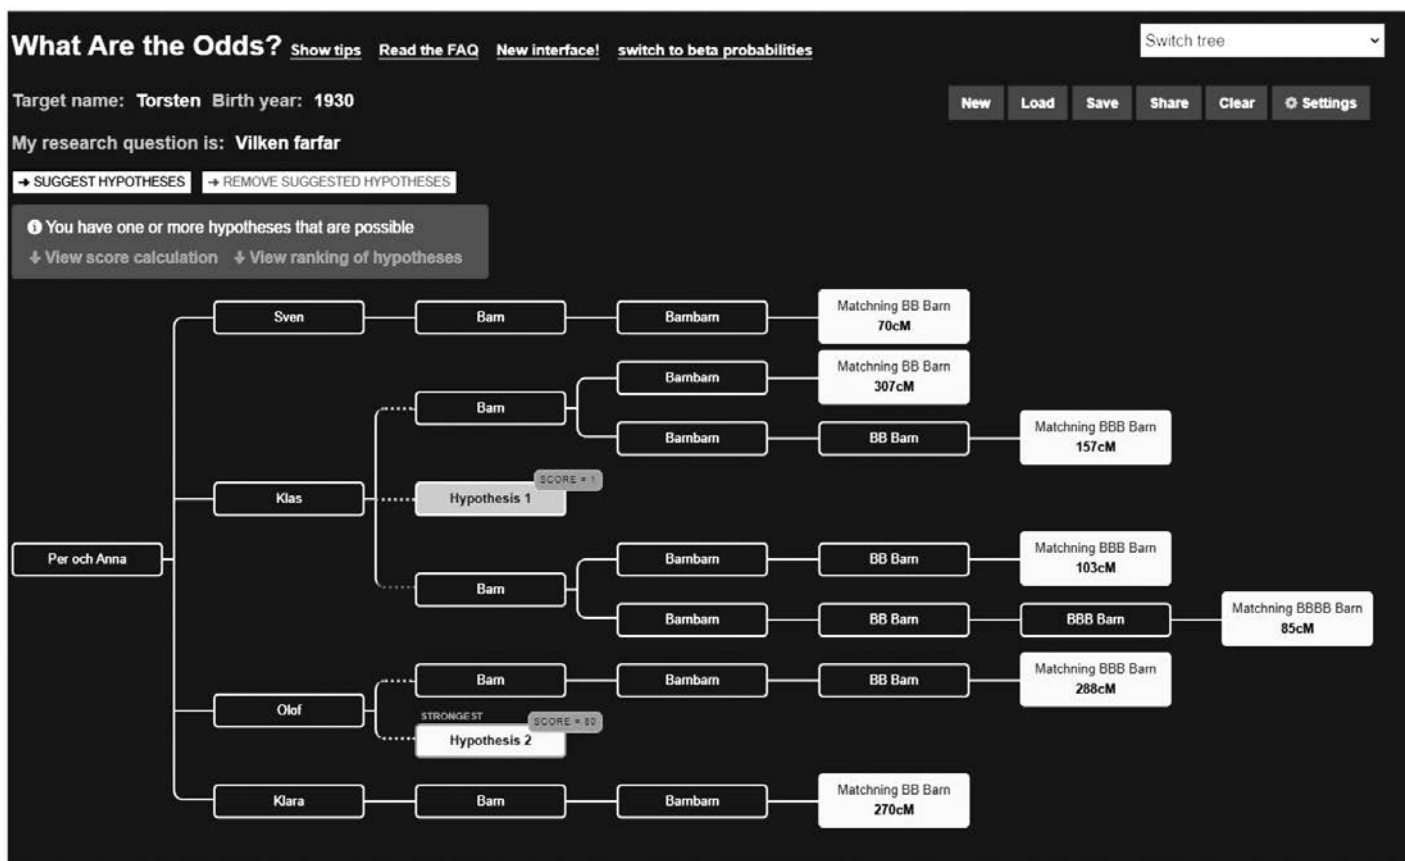 What Are the Odds? Show tips Read the FAQ New interface! switch to beta probabilities
Switch tree
Target name: Torsten Birth year: 1930
New Load Save Share Clear Settings
My research question is: Vilken farfar
→ SUGGEST HYPOTHESES → REMOVE SUGGESTED HYPOTHESES
You have one or more hypotheses that are possible
View score calculation View ranking of hypotheses
Sven Barn Barnbarn Matchning BB Barn
70cM
Barnbarn Matchning BB Barn
307cM
Barn
Barnbarn BB Barn Matchning BBB Barn
157cM
SCORE = 1
Klas Hypothesis 1
Per och Anna
Barnbarn BB Barn Matchning BBB Barn
103cM
Barn
Barnbarn BB Barn BBB Barn Matchning BBBB Barn
85cM
Barn Barnbarn BB Barn Matchning BBB Barn
288cM
Olof
STRONGEST SCORE = 80
Hypothesis 2
Klara Barn Barnbarn Matchning BB Barn
270cM